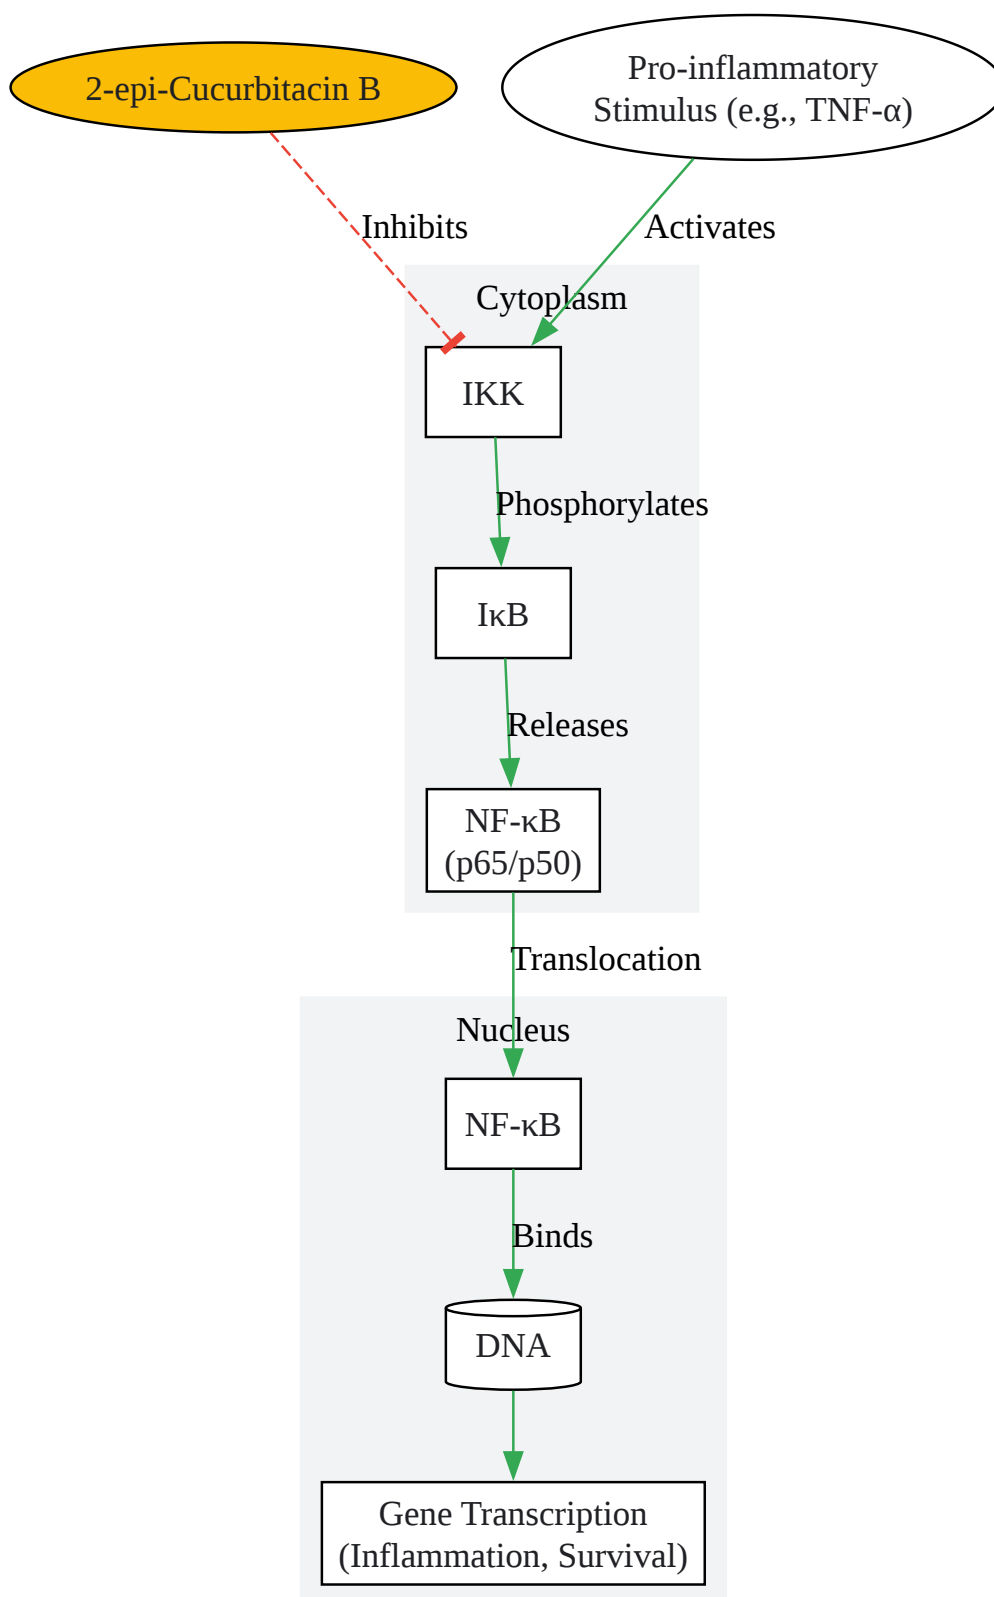 2-epi-Cucurbitacin B
Pro-inflammatory
Stimulus (e.g., TNF-α)
Inhibits
Activates
Cytoplasm
IKK
Phosphorylates
IκB
Releases
NF-κB
(p65/p50)
Translocation
Nucleus
NF-κB
Binds
DNA
Gene Transcription
(Inflammation, Survival)